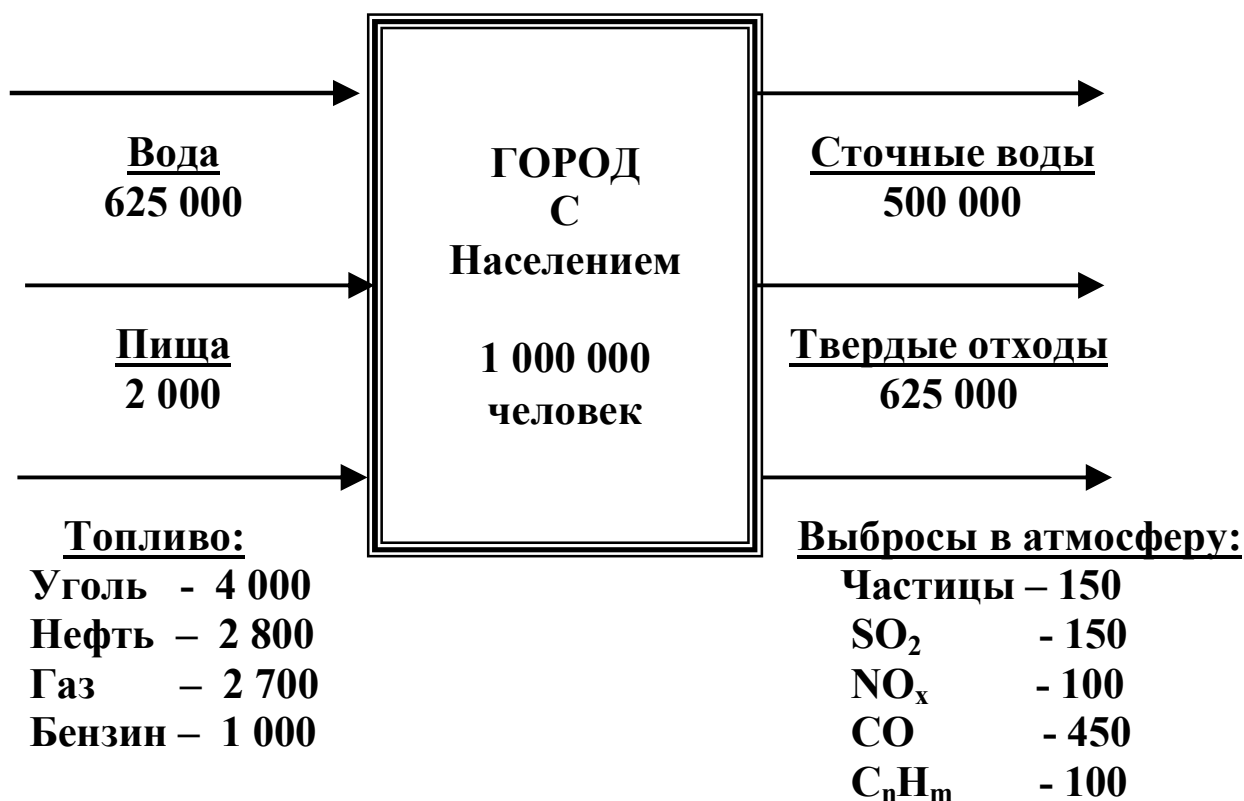 Вода
625 000
Пища
2 000
Топливо:
Уголь - 4 000
Нефть – 2 800
Газ – 2 700
Бензин – 1 000
ГОРОД
С
Населением
1 000 000
человек
Сточные воды
500 000
Твердые отходы
625 000
Выбросы в атмосферу:
Частицы – 150
SO₂ - 150
NOₓ - 100
CO - 450
CₙHₘ - 100